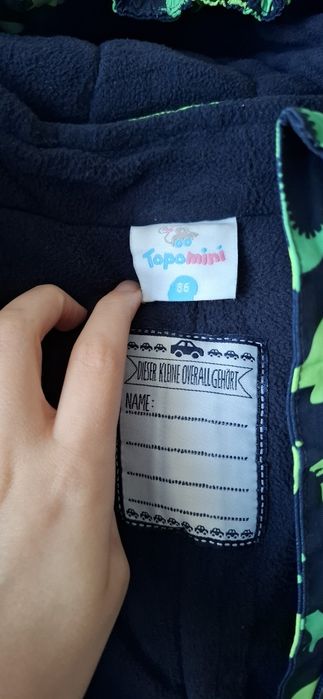 Topomini
86
DIESER KLEINE OVERALL GEHÖRT
NAME: